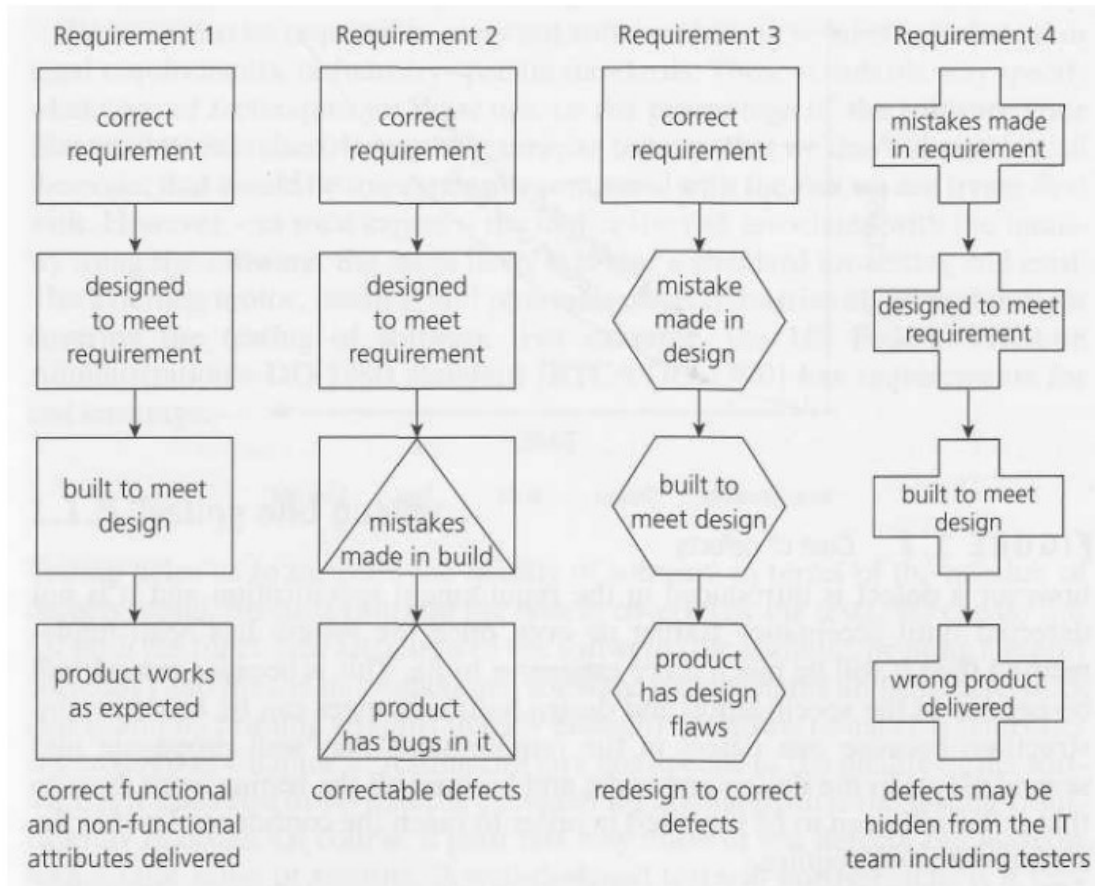 Requirement 1
Requirement 2
Requirement 3
Requirement 4
correct
requirement
correct
requirement
correct
requirement
mistakes made
in requirement
designed
to meet
requirement
designed
to meet
requirement
mistake
made in
design
designed to meet
requirement
built to meet
design
mistakes
made in build
built to
meet design
built to meet
design
product works
as expected
product
has bugs in it
product
has design
flaws
wrong product
delivered
correct functional
and non-functional
attributes delivered
correctable defects
redesign to correct
defects
defects may be
hidden from the IT
team including testers